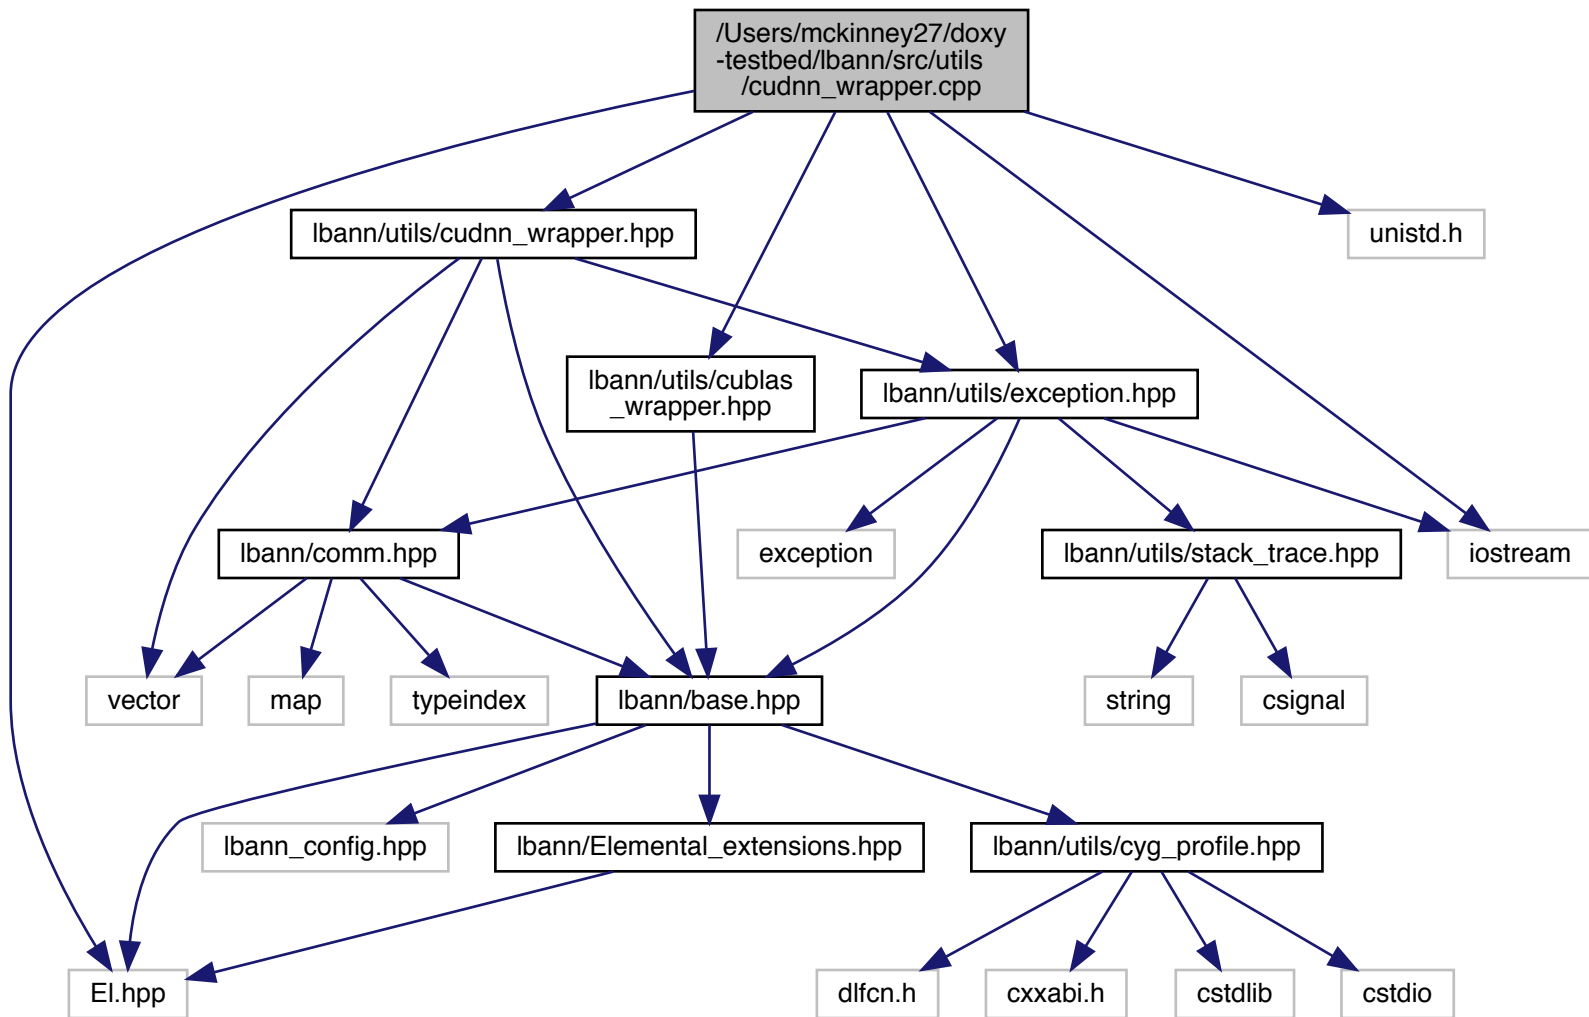 /Users/mckinney27/doxy
-testbed/lbann/src/utils
/cudnn_wrapper.cpp
lbann/utils/cudnn_wrapper.hpp
unistd.h
lbann/utils/cublas
_wrapper.hpp
lbann/utils/exception.hpp
lbann/comm.hpp
exception
lbann/utils/stack_trace.hpp
iostream
vector
map
typeindex
lbann/base.hpp
string
csignal
lbann_config.hpp
lbann/Elemental_extensions.hpp
lbann/utils/cyg_profile.hpp
El.hpp
dlfcn.h
cxxabi.h
cstdlib
cstdio